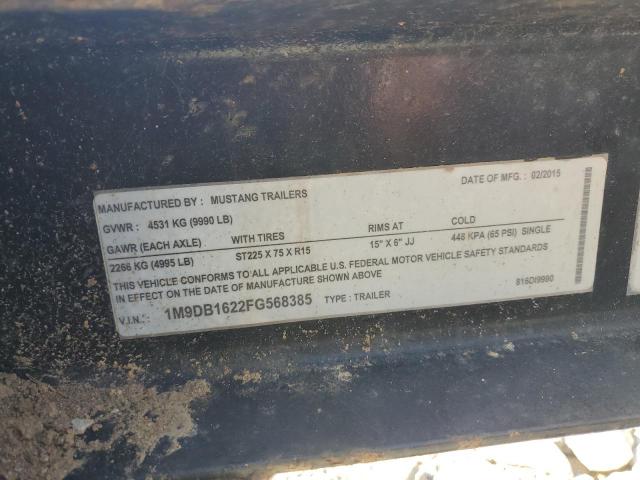 MANUFACTURED BY : MUSTANG TRAILERS DATE OF MFG. : 02/2015
GVWR : 4531 KG (9990 LB)
GAWR (EACH AXLE) WITH TIRES RIMS AT COLD
2266 KG (4995 LB) ST225 X 75 X R15 15" X 6" JJ 448 KPA (65 PSI) SINGLE
THIS VEHICLE CONFORMS TO ALL APPLICABLE U.S. FEDERAL MOTOR VEHICLE SAFETY STANDARDS
IN EFFECT ON THE DATE OF MANUFACTURE SHOWN ABOVE 816DI9990
V.I.N.: 1M9DB1622FG568385 TYPE : TRAILER